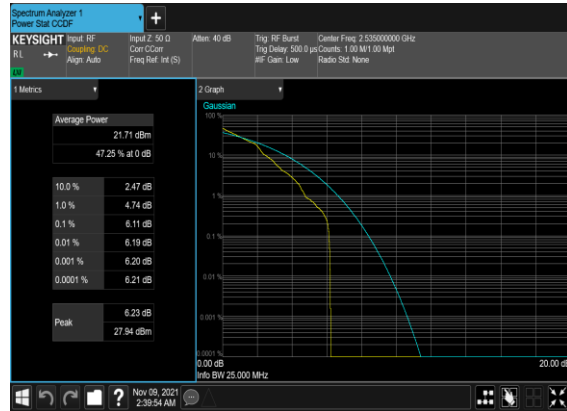 Spectrum Analyzer 1
Power Stat CCDF
+
KEYSIGHT
R L
Input: RF
Coupling: DC
Align: Auto
Input Z: 50 Ω
Corr CCorr
Freq Ref: Int (S)
Atten: 40 dB
Trig: RF Burst
Trig Delay: 500.0 µs
#IF Gain: Low
Center Freq: 2.535000000 GHz
Counts: 1.00 M/1.00 Mpt
Radio Std: None
1 Metrics
Average Power
21.71 dBm
47.25 % at 0 dB
10.0 % 2.47 dB
1.0 % 4.74 dB
0.1 % 6.11 dB
0.01 % 6.19 dB
0.001 % 6.20 dB
0.0001 % 6.21 dB
Peak
6.23 dB
27.94 dBm
2 Graph
Gaussian
100 %
10 %
1 %
0.1 %
0.01 %
0.001 %
0.0001 %
0.00 dB
20.00 dB
Info BW 25.000 MHz
?
Nov 09, 2021
2:39:54 AM